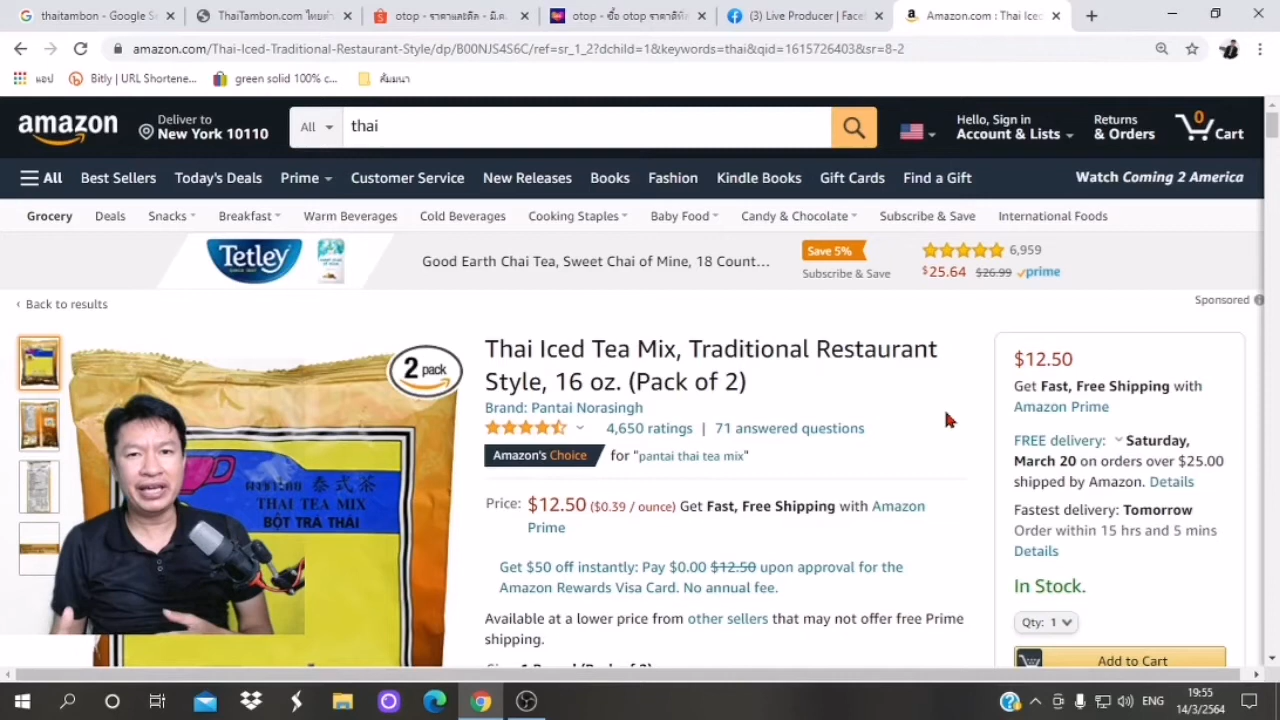 thaitambon - Google Se
ThaiTambon.com ไทยตำ
otop - ราคาและดีล - มี.ค.
otop - ซื้อ otop ราคาดีที่ส
(3) Live Producer | Face
Amazon.com : Thai Iced
amazon.com/Thai-Iced-Traditional-Restaurant-Style/dp/B00NJS4S6C/ref=sr_1_2?dchild=1&keywords=thai&qid=1615726403&sr=8-2
แอป
Bitly | URL Shortene...
green solid 100% c...
สัมมนา
amazon
Deliver to
New York 10110
All
thai
Hello, Sign in
Account & Lists
Returns
& Orders
0
Cart
All
Best Sellers
Today's Deals
Prime
Customer Service
New Releases
Books
Fashion
Kindle Books
Gift Cards
Find a Gift
Watch Coming 2 America
Grocery
Deals
Snacks
Breakfast
Warm Beverages
Cold Beverages
Cooking Staples
Baby Food
Candy & Chocolate
Subscribe & Save
International Foods
Tetley
Good Earth Chai Tea, Sweet Chai of Mine, 18 Count...
Save 5%
Subscribe & Save
6,959
$25.64 $26.99 prime
‹ Back to results
Sponsored
2 pack
ชาผงไทย 泰式茶
THAI TEA MIX
BỘT TRÀ THÁI
Thai Iced Tea Mix, Traditional Restaurant
Style, 16 oz. (Pack of 2)
Brand: Pantai Norasingh
4,650 ratings | 71 answered questions
Amazon's Choice for "pantai thai tea mix"
Price: $12.50 ($0.39 / ounce) Get Fast, Free Shipping with Amazon
Prime
Get $50 off instantly: Pay $0.00 $12.50 upon approval for the
Amazon Rewards Visa Card. No annual fee.
Available at a lower price from other sellers that may not offer free Prime
shipping.
$12.50
Get Fast, Free Shipping with
Amazon Prime
FREE delivery: Saturday,
March 20 on orders over $25.00
shipped by Amazon. Details
Fastest delivery: Tomorrow
Order within 15 hrs and 5 mins
Details
In Stock.
Qty: 1
Add to Cart
ENG
19:55
14/3/2564